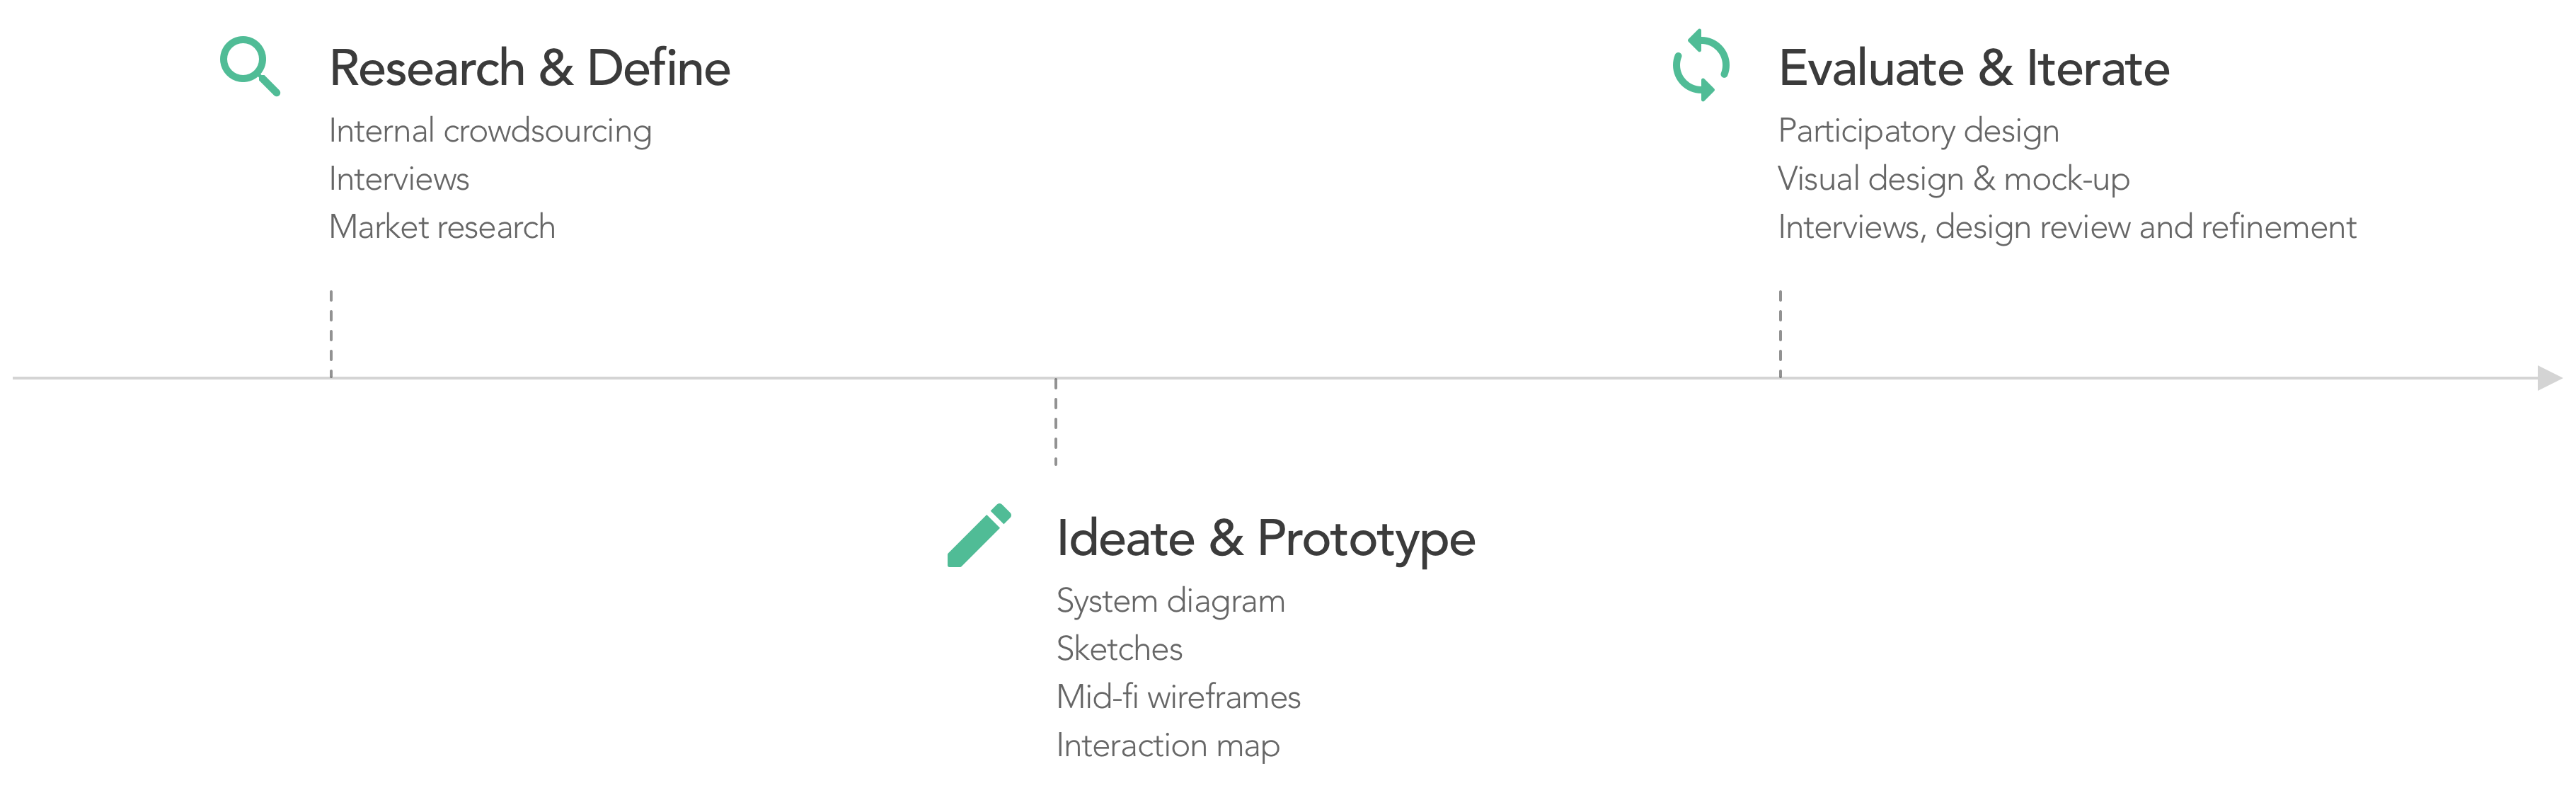 Research & Define
Internal crowdsourcing
Interviews
Market research
Ideate & Prototype
System diagram
Sketches
Mid-fi wireframes
Interaction map
Evaluate & Iterate
Participatory design
Visual design & mock-up
Interviews, design review and refinement